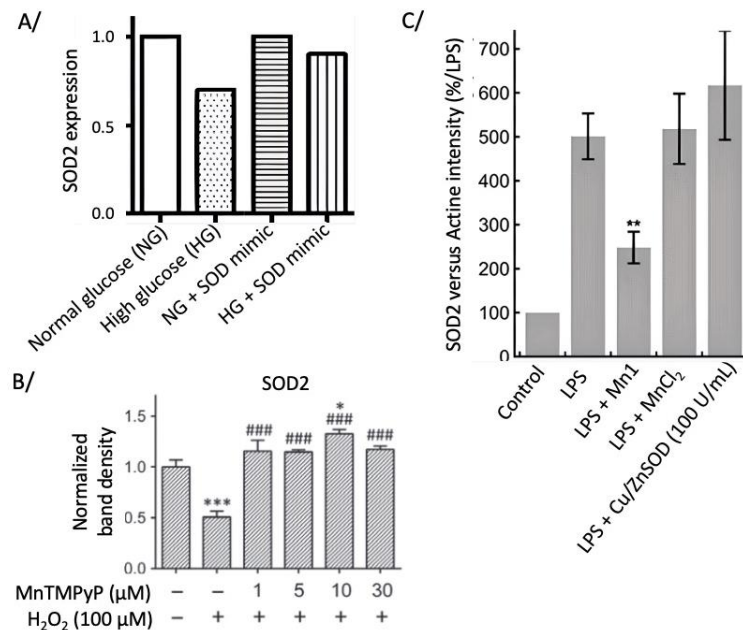 A/
SOD2 expression
1.0
0.5
0.0
Normal glucose (NG)
High glucose (HG)
NG + SOD mimic
HG + SOD mimic
B/
SOD2
Normalized
band density
1.5
1.0
0.5
0.0
***
###
###
*
###
###
MnTMPyP (µM) – – 1 5 10 30
H₂O₂ (100 µM) – + + + + +
C/
SOD2 versus Actine intensity (%/LPS)
700
600
500
400
300
200
100
0
**
Control
LPS
LPS + Mn1
LPS + MnCl₂
LPS + Cu/ZnSOD (100 U/mL)